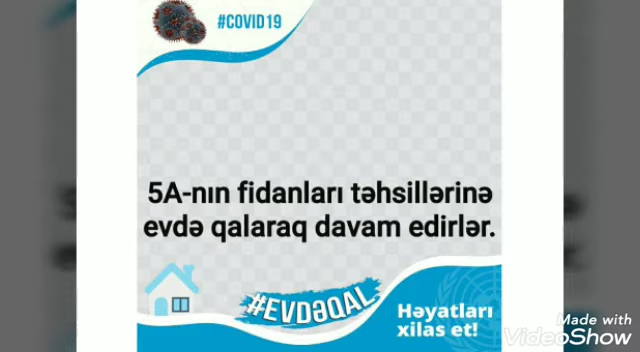 #COVID19
5A-nın fidanları təhsillərinə
evdə qalaraq davam edirlər.
#EVDƏQAL
Həyatları
xilas et!
Made with
VideoShow